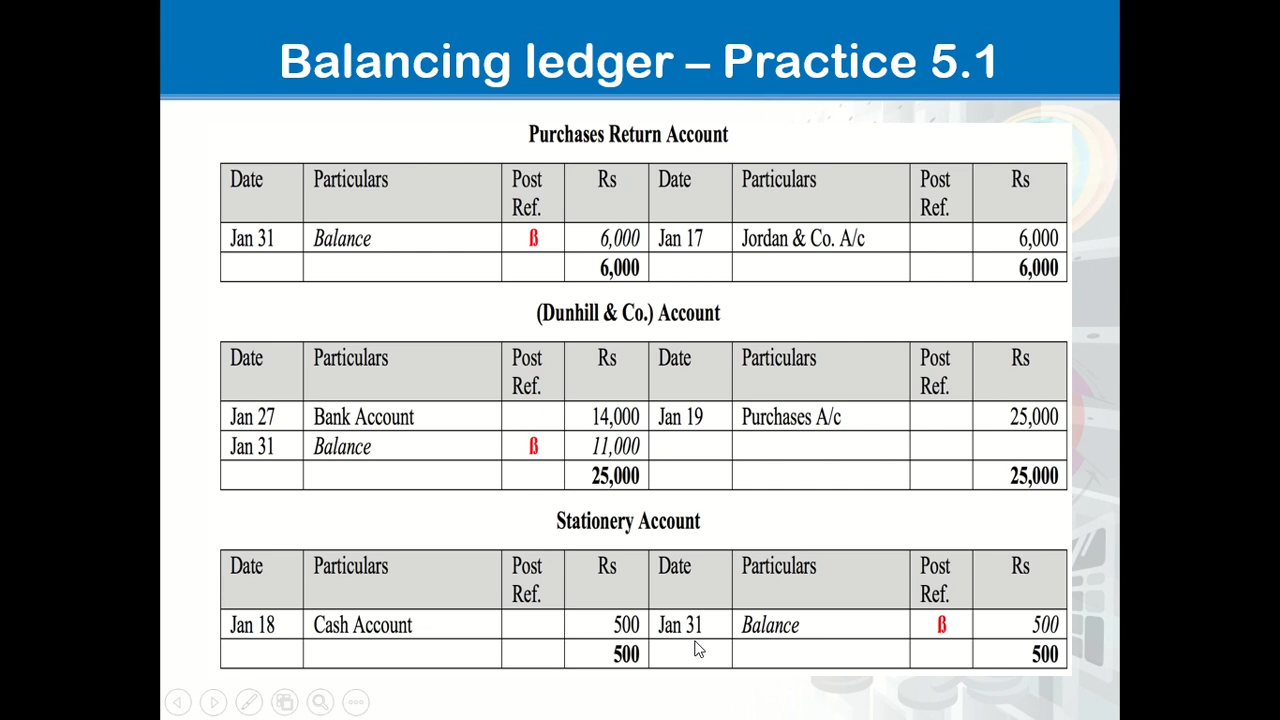 Balancing ledger – Practice 5.1
Purchases Return Account
Date Particulars Post Ref. Rs Date Particulars Post Ref. Rs
Jan 31 Balance ß 6,000 Jan 17 Jordan & Co. A/c 6,000
6,000 6,000
(Dunhill & Co.) Account
Date Particulars Post Ref. Rs Date Particulars Post Ref. Rs
Jan 27 Bank Account 14,000 Jan 19 Purchases A/c 25,000
Jan 31 Balance ß 11,000
25,000 25,000
Stationery Account
Date Particulars Post Ref. Rs Date Particulars Post Ref. Rs
Jan 18 Cash Account 500 Jan 31 Balance ß 500
500 500